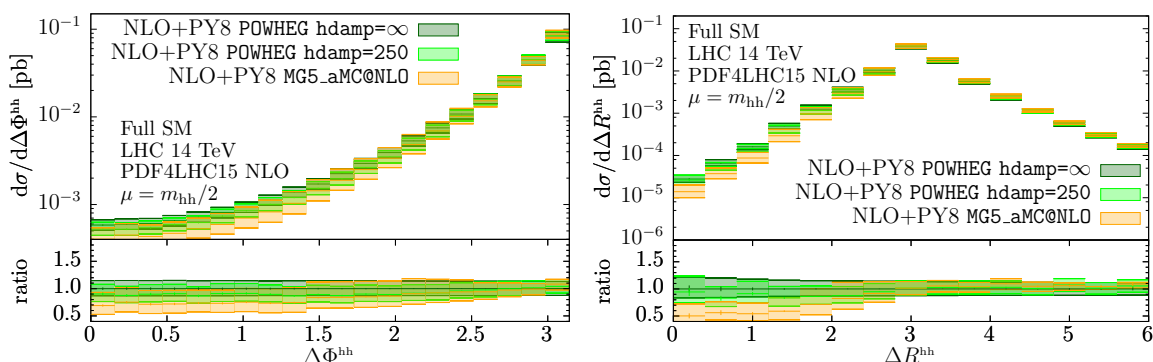 NLO+PY8 POWHEG hdamp=∞
NLO+PY8 POWHEG hdamp=250
NLO+PY8 MG5_aMC@NLO
Full SM
LHC 14 TeV
PDF4LHC15 NLO
μ = m_hh/2
dσ/dΔΦ^hh [pb]
10^−1
10^−2
10^−3
ratio
1.5
1.0
0.5
0 0.5 1 1.5 2 2.5 3
ΔΦ^hh
Full SM
LHC 14 TeV
PDF4LHC15 NLO
μ = m_hh/2
NLO+PY8 POWHEG hdamp=∞
NLO+PY8 POWHEG hdamp=250
NLO+PY8 MG5_aMC@NLO
dσ/dΔR^hh [pb]
10^−1
10^−2
10^−3
10^−4
10^−5
10^−6
ratio
1.5
1.0
0.5
0 1 2 3 4 5 6
ΔR^hh